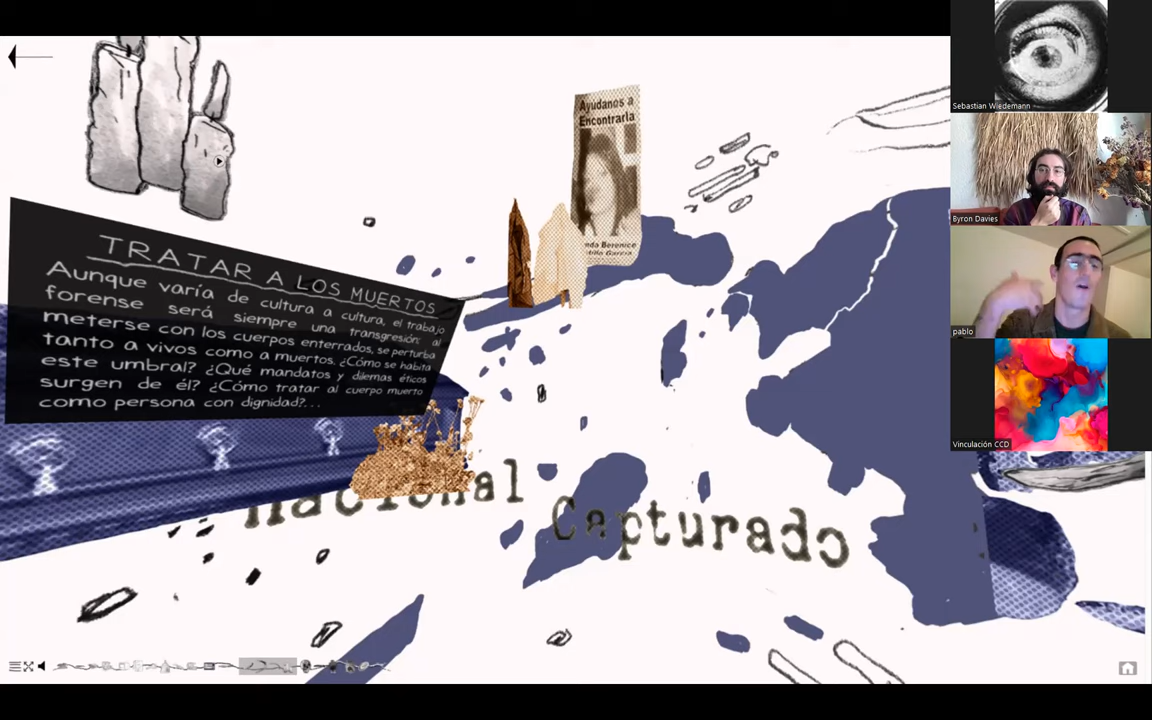 Sebastian Wiedemann
Ayudanos a
Encontrarla
Byron Davies
TRATAR A LOS MUERTOS
Aunque varía de cultura a cultura, el trabajo
forense será siempre una transgresión: al
meterse con los cuerpos enterrados, se perturba
tanto a vivos como a muertos. ¿Cómo se habita
este umbral? ¿Qué mandatos y dilemas éticos
surgen de él? ¿Cómo tratar al cuerpo muerto
como persona con dignidad?...
Berenice
pablo
Vinculación CCD
nacional
Capturado